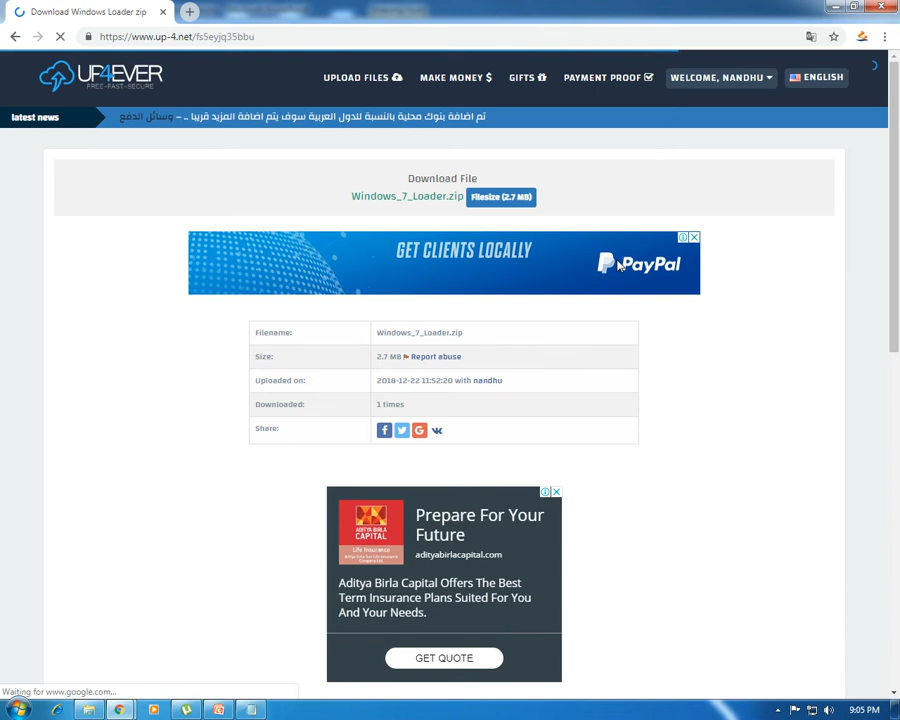 Download Windows Loader zip
https://www.up-4.net/fs5eyjq35bbu
UP4EVER
FREE-FAST-SECURE
UPLOAD FILES MAKE MONEY $ GIFTS PAYMENT PROOF WELCOME, NANDHU ENGLISH
latest news
تم اضافة بنوك محلية بالنسبة للدول العربية سوف يتم اضافة المزيد قريبا .. – وسائل الدفع
Download File
Windows_7_Loader.zip Filesize (2.7 MB)
GET CLIENTS LOCALLY
PayPal
Filename: Windows_7_Loader.zip
Size: 2.7 MB Report abuse
Uploaded on: 2018-12-22 11:52:20 with nandhu
Downloaded: 1 times
Share:
ADITYA BIRLA
CAPITAL
Life Insurance
Prepare For Your
Future
adityabirlacapital.com
Aditya Birla Capital Offers The Best
Term Insurance Plans Suited For You
And Your Needs.
GET QUOTE
Waiting for www.google.com...
9:05 PM